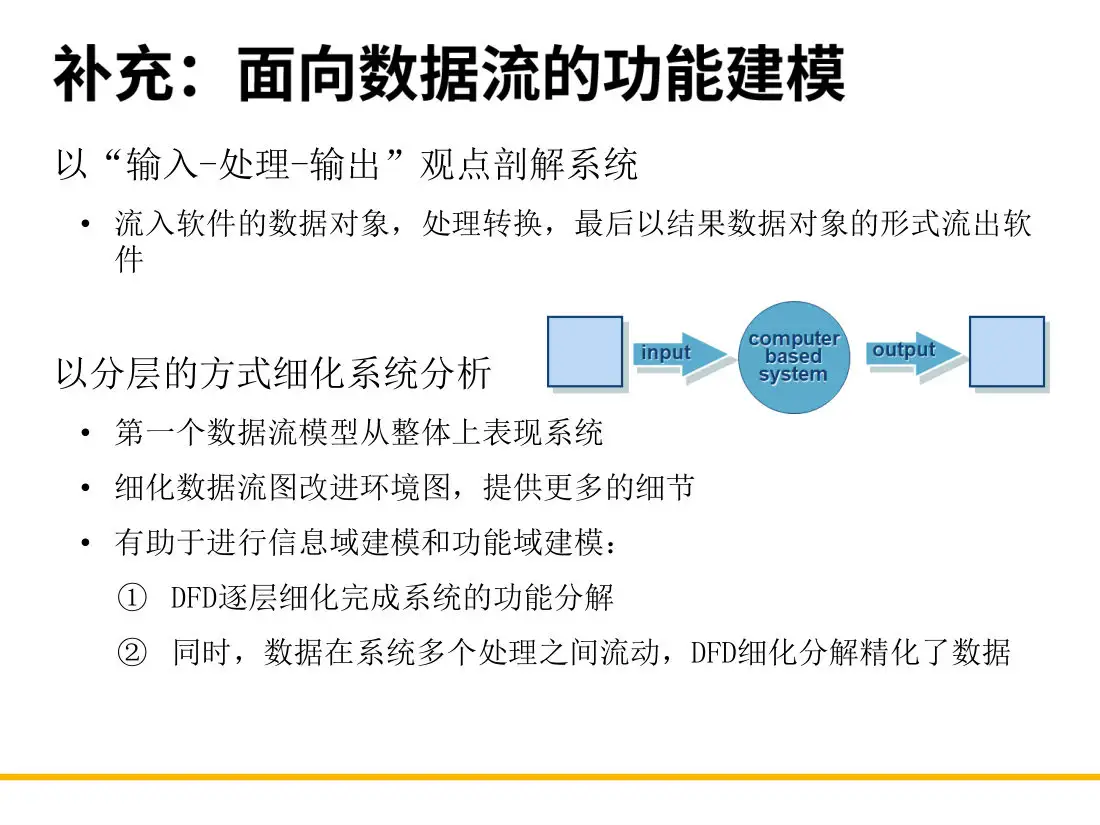 补充：面向数据流的功能建模
以“输入-处理-输出”观点剖解系统
• 流入软件的数据对象，处理转换，最后以结果数据对象的形式流出软
件
input
computer
based
system
output
以分层的方式细化系统分析
• 第一个数据流模型从整体上表现系统
• 细化数据流图改进环境图，提供更多的细节
• 有助于进行信息域建模和功能域建模：
① DFD逐层细化完成系统的功能分解
② 同时，数据在系统多个处理之间流动，DFD细化分解精化了数据